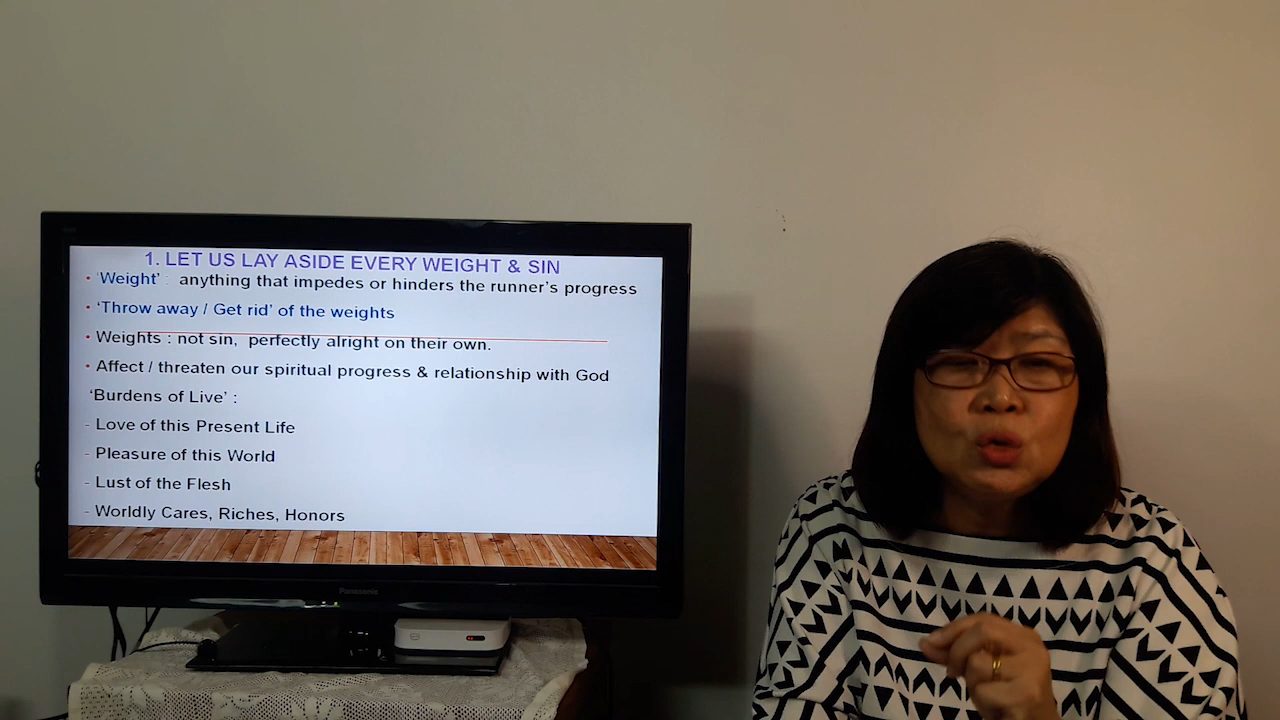 1. LET US LAY ASIDE EVERY WEIGHT & SIN
• 'Weight' : anything that impedes or hinders the runner's progress
• 'Throw away / Get rid' of the weights
• Weights : not sin, perfectly alright on their own.
• Affect / threaten our spiritual progress & relationship with God
'Burdens of Live' :
- Love of this Present Life
- Pleasure of this World
- Lust of the Flesh
- Worldly Cares, Riches, Honors
Panasonic